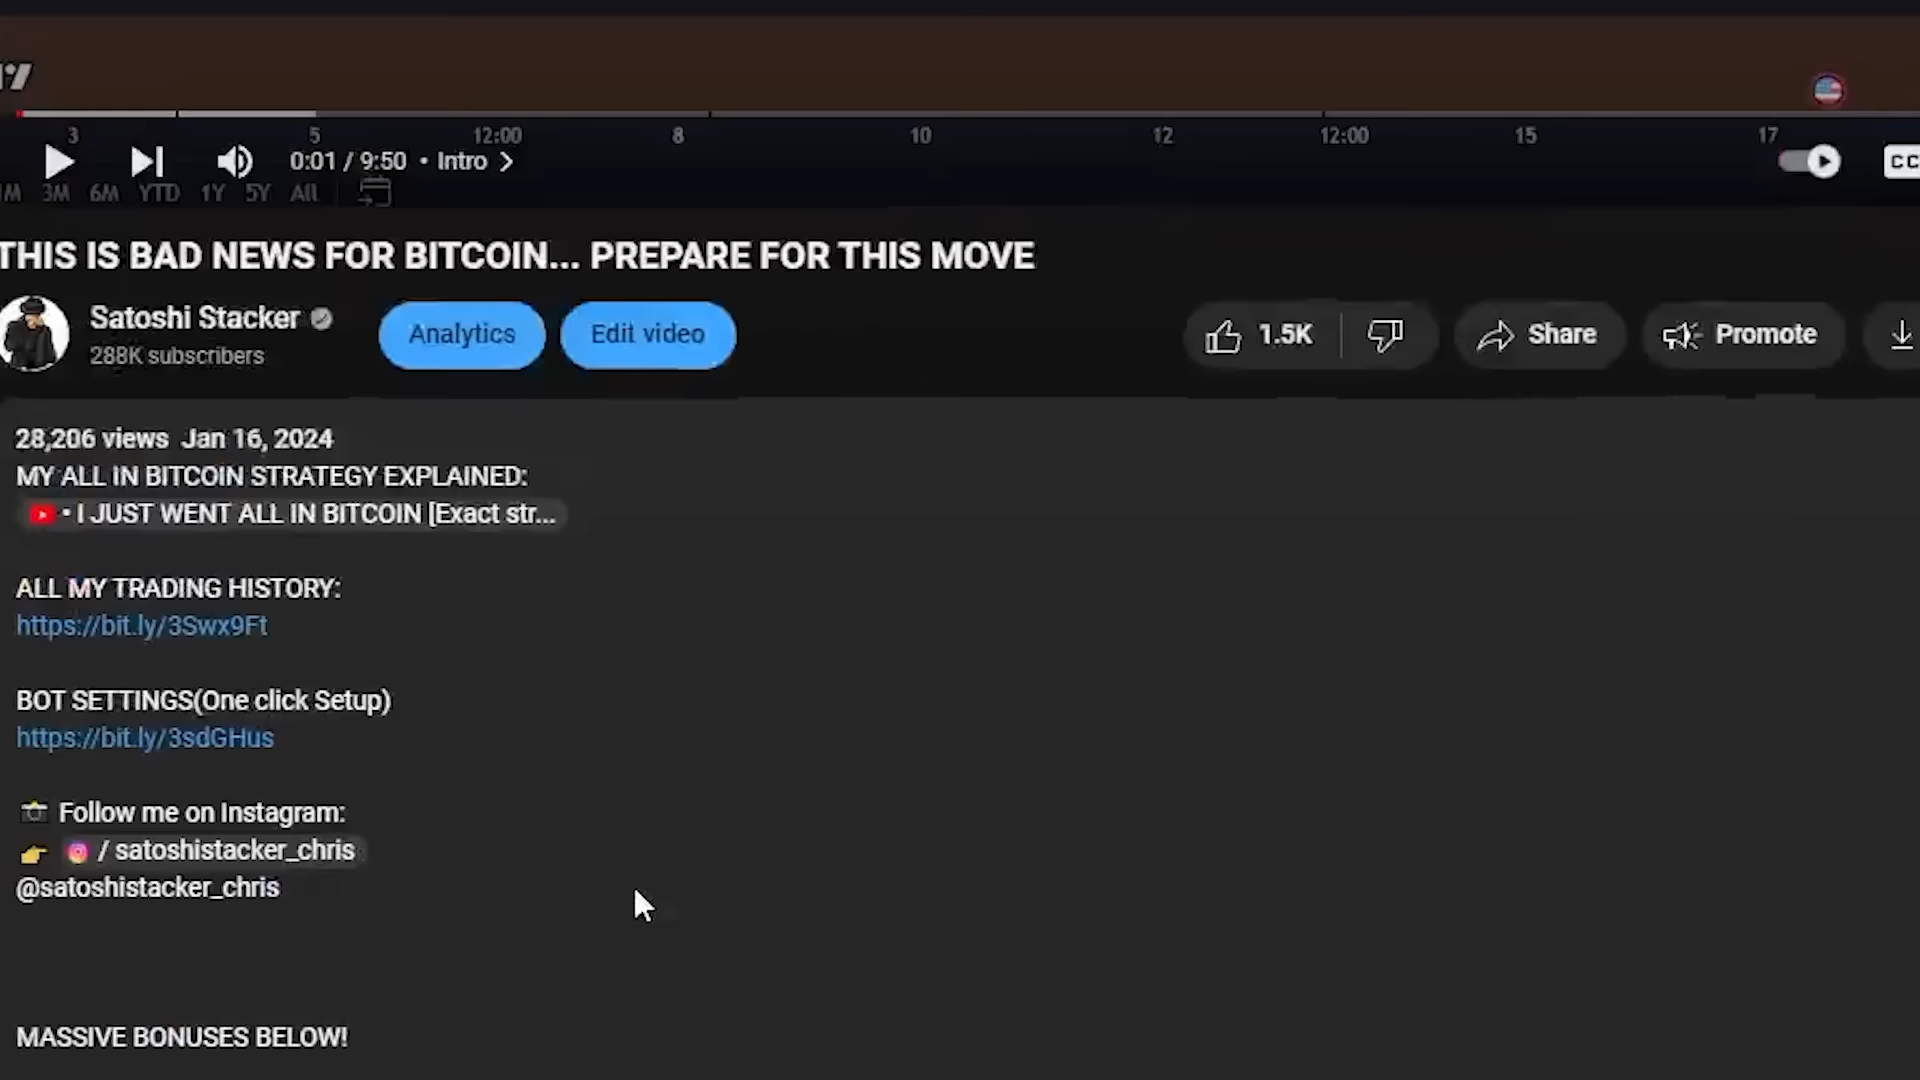 3 5 12:00 8 10 12 12:00 15 17
0:01 / 9:50 • Intro
CC
3M 6M YTD 1Y 5Y All
THIS IS BAD NEWS FOR BITCOIN... PREPARE FOR THIS MOVE
Satoshi Stacker
288K subscribers
Analytics
Edit video
1.5K
Share
Promote
28,206 views Jan 16, 2024
MY ALL IN BITCOIN STRATEGY EXPLAINED:
• I JUST WENT ALL IN BITCOIN [Exact str...
ALL MY TRADING HISTORY:
https://bit.ly/3Swx9Ft
BOT SETTINGS(One click Setup)
https://bit.ly/3sdGHus
Follow me on Instagram:
/ satoshistacker_chris
@satoshistacker_chris
MASSIVE BONUSES BELOW!